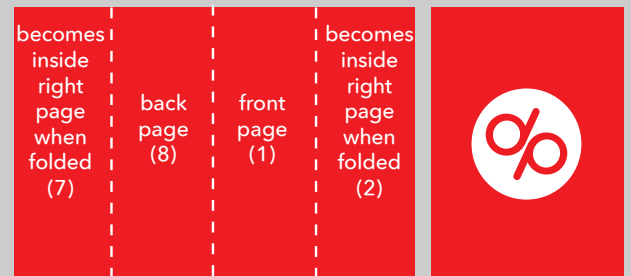 becomes
inside
right
page
when
folded
(7)
back
page
(8)
front
page
(1)
becomes
inside
right
page
when
folded
(2)